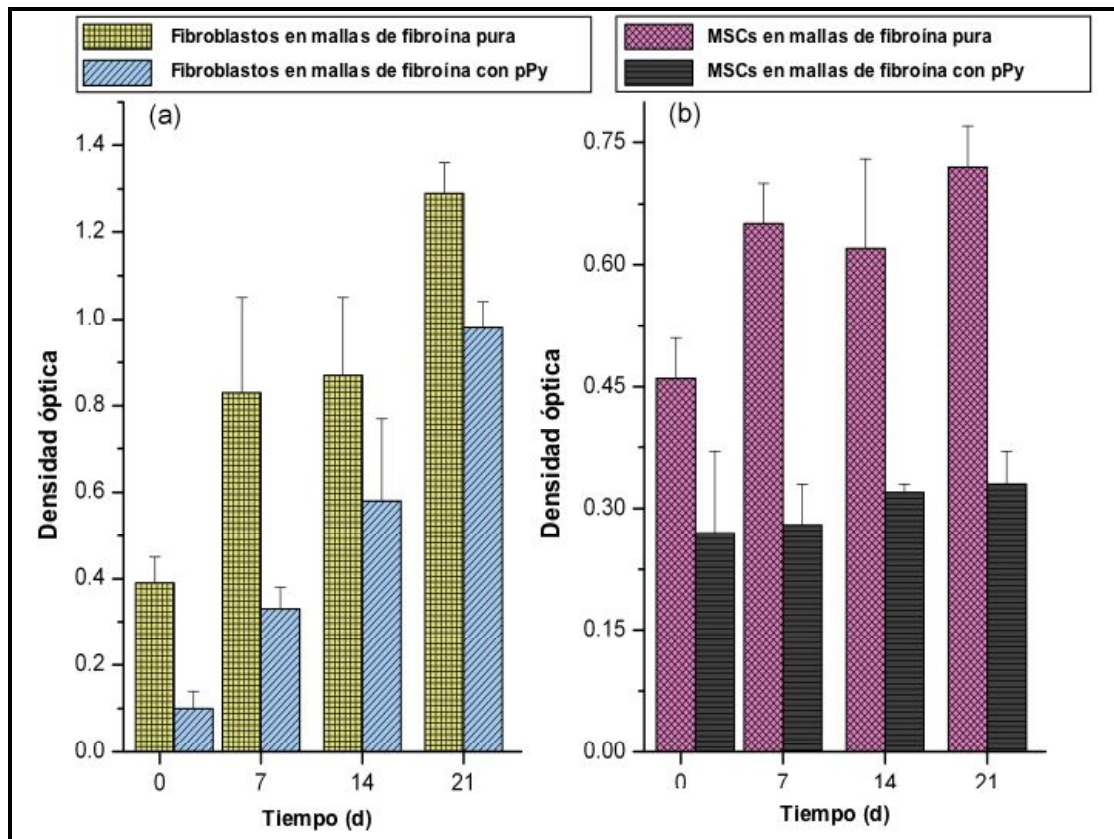 Fibroblastos en mallas de fibroína pura
Fibroblastos en mallas de fibroína con pPy
MSCs en mallas de fibroína pura
MSCs en mallas de fibroína con pPy
(a)
1.4
1.2
1.0
0.8
0.6
0.4
0.2
0.0
Densidad óptica
0 7 14 21
Tiempo (d)
(b)
0.75
0.60
0.45
0.30
0.15
0.00
Densidad óptica
0 7 14 21
Tiempo (d)